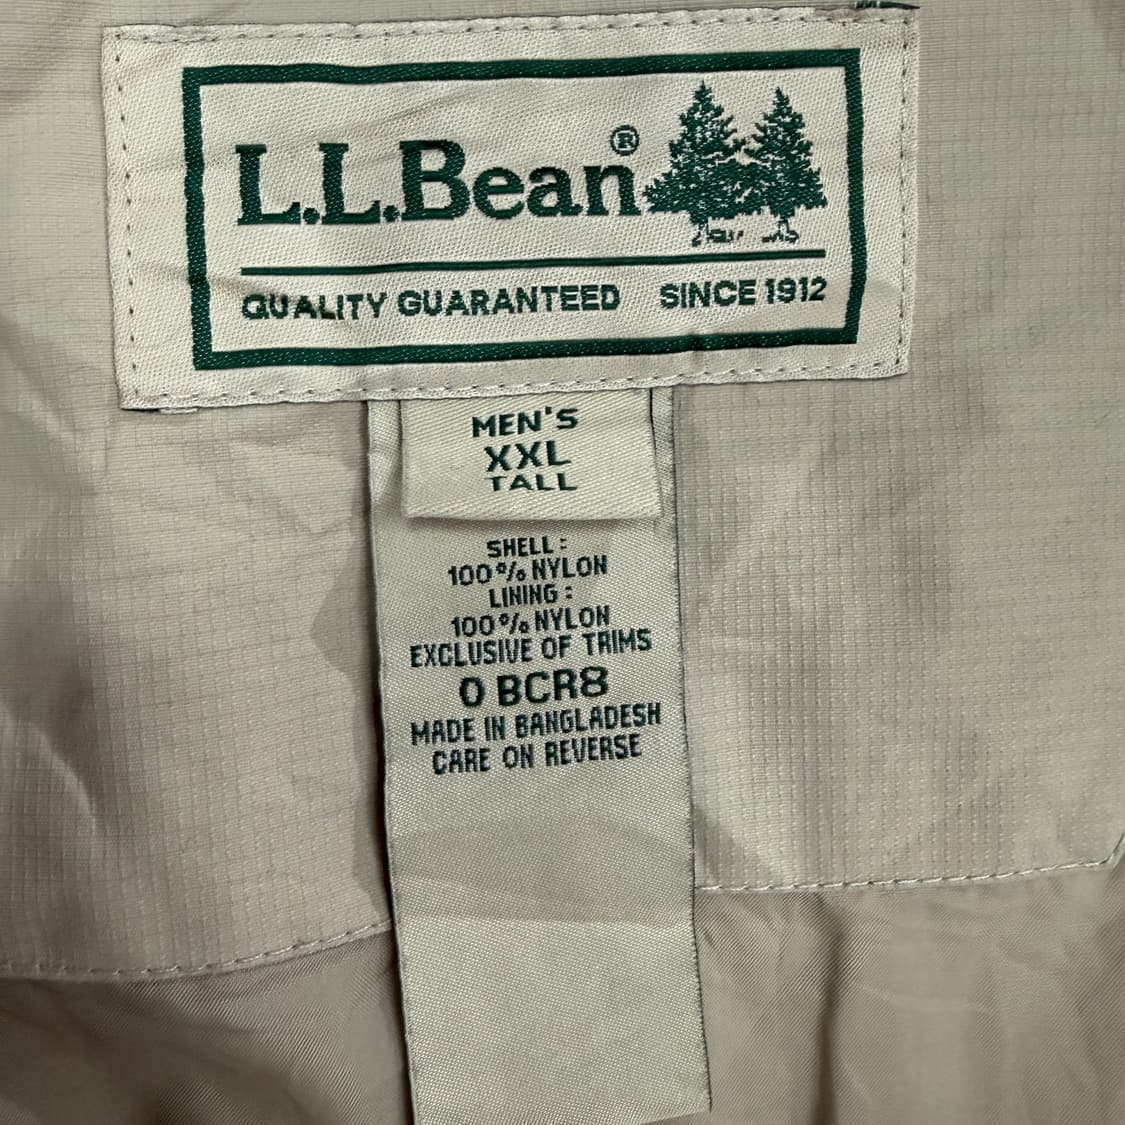 L.L.Bean®
QUALITY GUARANTEED SINCE 1912
MEN'S
XXL
TALL
SHELL:
100% NYLON
LINING:
100% NYLON
EXCLUSIVE OF TRIMS
0 BCR8
MADE IN BANGLADESH
CARE ON REVERSE